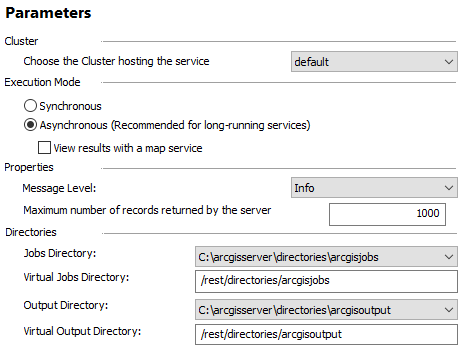 Parameters
Cluster
Choose the Cluster hosting the service default
Execution Mode
Synchronous
Asynchronous (Recommended for long-running services)
View results with a map service
Properties
Message Level: Info
Maximum number of records returned by the server 1000
Directories
Jobs Directory: C:\arcgisserver\directories\arcgisjobs
Virtual Jobs Directory: /rest/directories/arcgisjobs
Output Directory: C:\arcgisserver\directories\arcgisoutput
Virtual Output Directory: /rest/directories/arcgisoutput